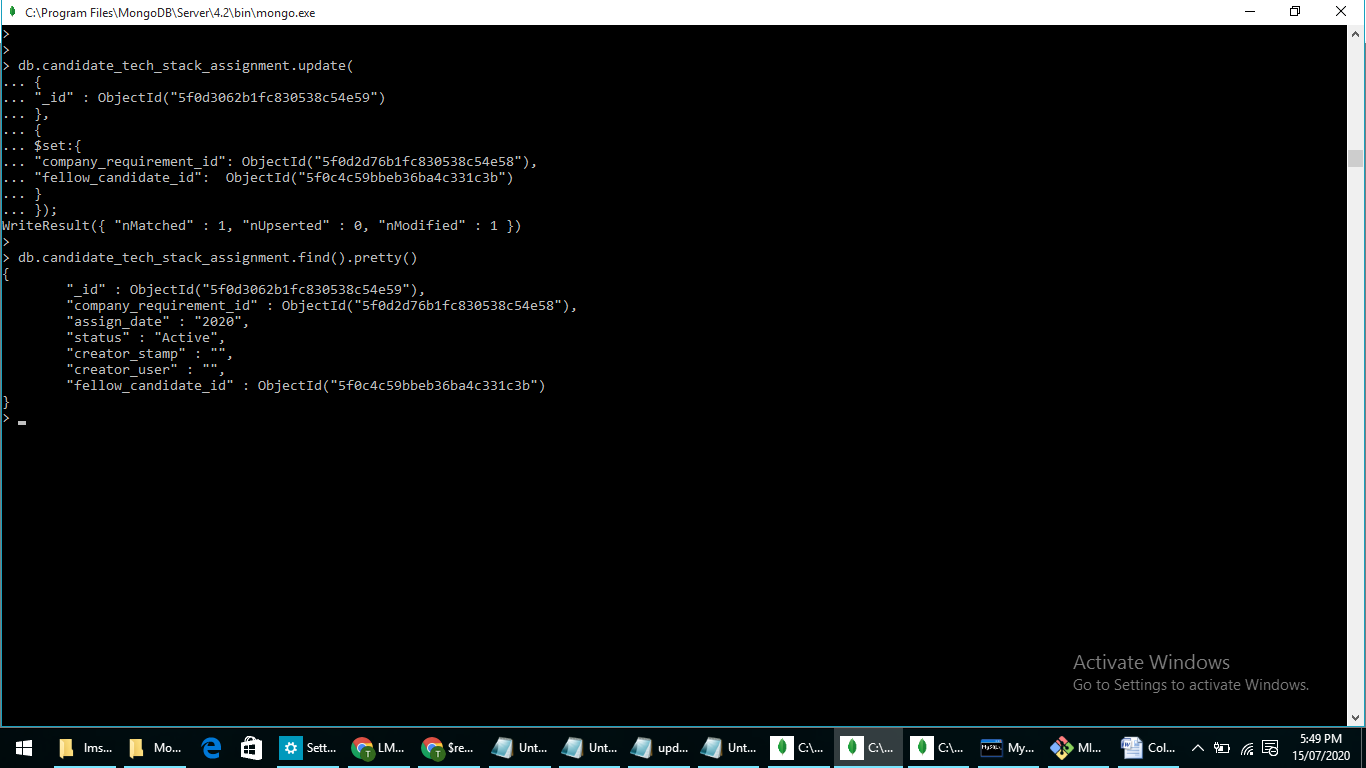 C:\Program Files\MongoDB\Server\4.2\bin\mongo.exe
>
>
> db.candidate_tech_stack_assignment.update(
... {
... "_id" : ObjectId("5f0d3062b1fc830538c54e59")
... },
... {
... $set:{
... "company_requirement_id": ObjectId("5f0d2d76b1fc830538c54e58"),
... "fellow_candidate_id":  ObjectId("5f0c4c59bbeb36ba4c331c3b")
... }
... });
WriteResult({ "nMatched" : 1, "nUpserted" : 0, "nModified" : 1 })
>
> db.candidate_tech_stack_assignment.find().pretty()
{
        "_id" : ObjectId("5f0d3062b1fc830538c54e59"),
        "company_requirement_id" : ObjectId("5f0d2d76b1fc830538c54e58"),
        "assign_date" : "2020",
        "status" : "Active",
        "creator_stamp" : "",
        "creator_user" : "",
        "fellow_candidate_id" : ObjectId("5f0c4c59bbeb36ba4c331c3b")
}
>
Activate Windows
Go to Settings to activate Windows.
Ims... Mo... Sett... LM... $re... Unt... Unt... upd... Unt... C:\... C:\... C:\... My... MI... Col...
5:49 PM
15/07/2020